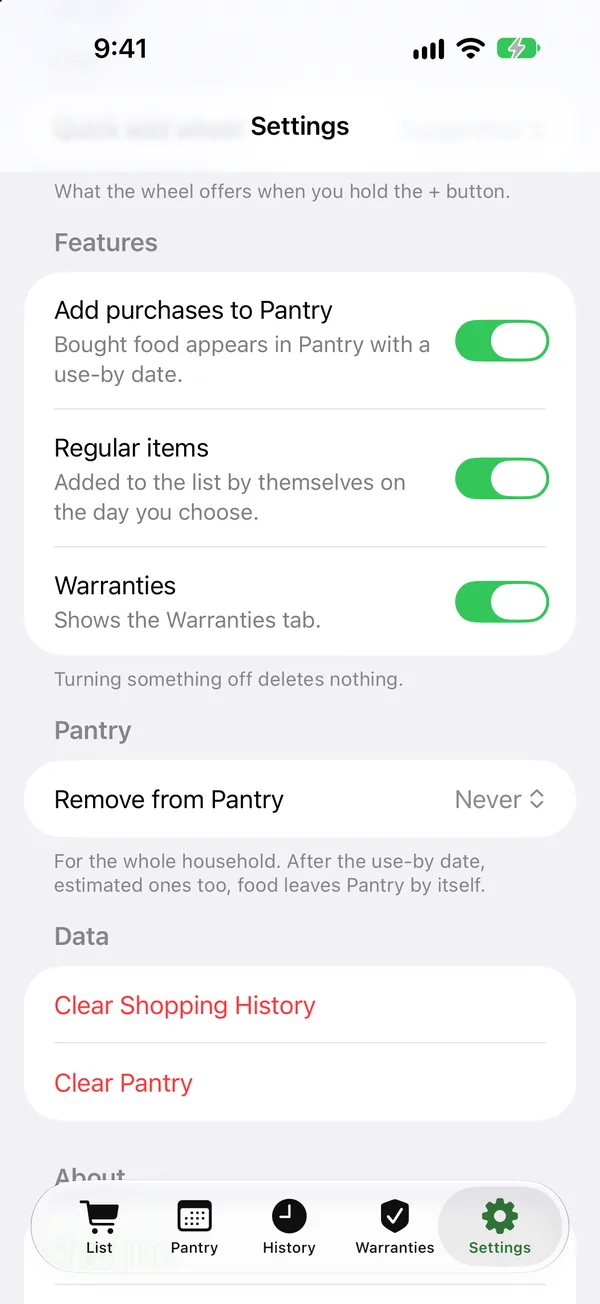 9:41
Settings
What the wheel offers when you hold the + button.
Features
Add purchases to Pantry
Bought food appears in Pantry with a
use-by date.
Regular items
Added to the list by themselves on
the day you choose.
Warranties
Shows the Warranties tab.
Turning something off deletes nothing.
Pantry
Remove from Pantry Never
For the whole household. After the use-by date,
estimated ones too, food leaves Pantry by itself.
Data
Clear Shopping History
Clear Pantry
About
List Pantry History Warranties Settings